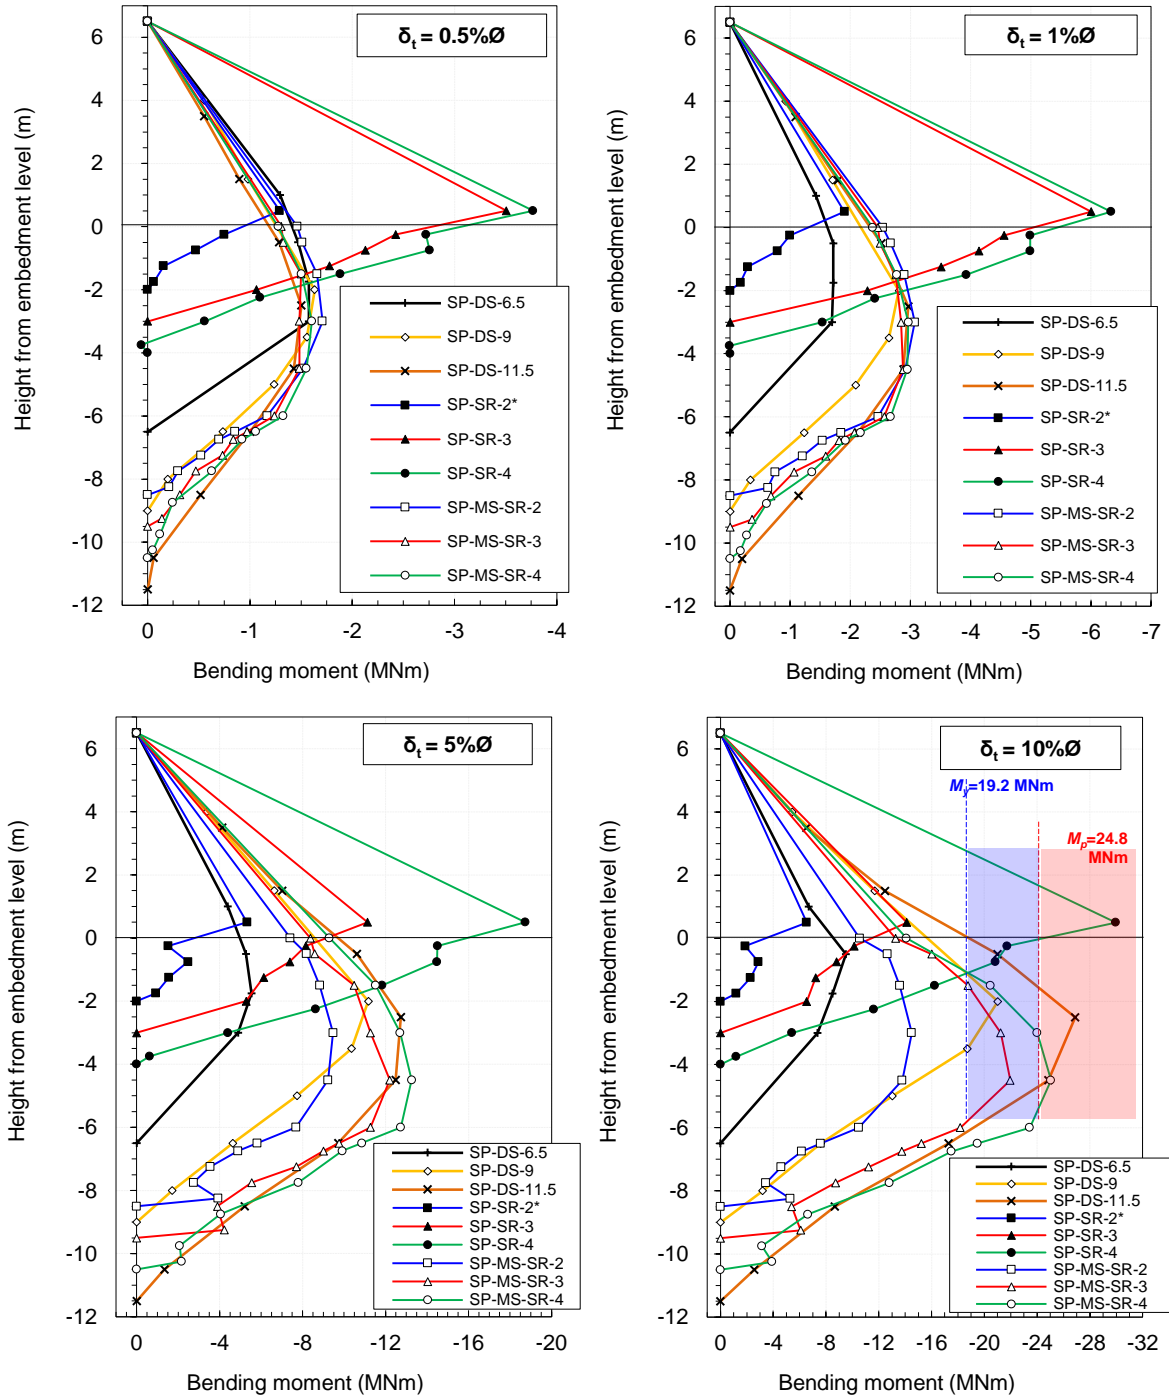 δt = 0.5%Ø
Height from embedment level (m)
6
4
2
0
-2
-4
-6
-8
-10
-12
SP-DS-6.5
SP-DS-9
SP-DS-11.5
SP-SR-2*
SP-SR-3
SP-SR-4
SP-MS-SR-2
SP-MS-SR-3
SP-MS-SR-4
0 -1 -2 -3 -4
Bending moment (MNm)
δt = 1%Ø
Height from embedment level (m)
6
4
2
0
-2
-4
-6
-8
-10
-12
SP-DS-6.5
SP-DS-9
SP-DS-11.5
SP-SR-2*
SP-SR-3
SP-SR-4
SP-MS-SR-2
SP-MS-SR-3
SP-MS-SR-4
0 -1 -2 -3 -4 -5 -6 -7
Bending moment (MNm)
δt = 5%Ø
Height from embedment level (m)
6
4
2
0
-2
-4
-6
-8
-10
-12
SP-DS-6.5
SP-DS-9
SP-DS-11.5
SP-SR-2*
SP-SR-3
SP-SR-4
SP-MS-SR-2
SP-MS-SR-3
SP-MS-SR-4
0 -4 -8 -12 -16 -20
Bending moment (MNm)
δt = 10%Ø
My=19.2 MNm
Mp=24.8
MNm
Height from embedment level (m)
6
4
2
0
-2
-4
-6
-8
-10
-12
SP-DS-6.5
SP-DS-9
SP-DS-11.5
SP-SR-2*
SP-SR-3
SP-SR-4
SP-MS-SR-2
SP-MS-SR-3
SP-MS-SR-4
0 -4 -8 -12 -16 -20 -24 -28 -32
Bending moment (MNm)